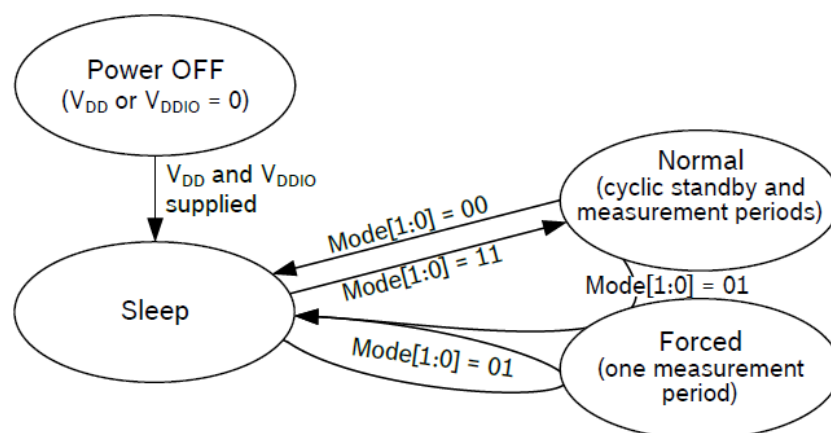 Power OFF
(V_DD or V_DDIO = 0)
V_DD and V_DDIO
supplied
Normal
(cyclic standby and
measurement periods)
Mode[1:0] = 00
Mode[1:0] = 11
Mode[1:0] = 01
Sleep
Forced
(one measurement
period)
Mode[1:0] = 01